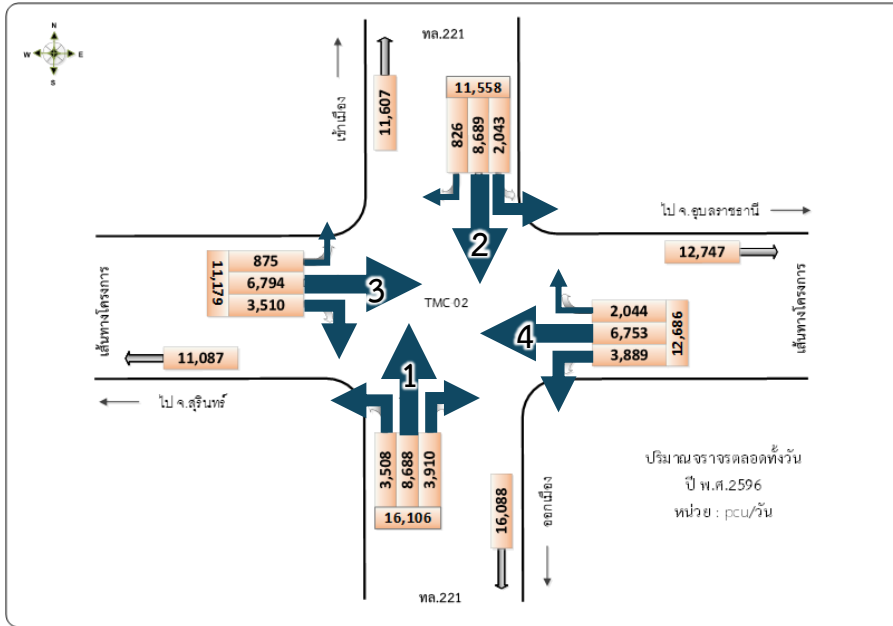 N
W E
S
ทล.221
เข้าเมือง
11,607
11,558
826
8,689
2,043
ไป จ.อุบลราชธานี
12,747
2
เส้นทางโครงการ
11,179
875
6,794
3,510
3
TMC 02
4
2,044
6,753
3,889
12,686
เส้นทางโครงการ
11,087
ไป จ.สุรินทร์
1
3,508
8,688
3,910
16,106
16,088
ออกเมือง
ปริมาณจราจรตลอดทั้งวัน
ปี พ.ศ.2596
หน่วย : pcu/วัน
ทล.221